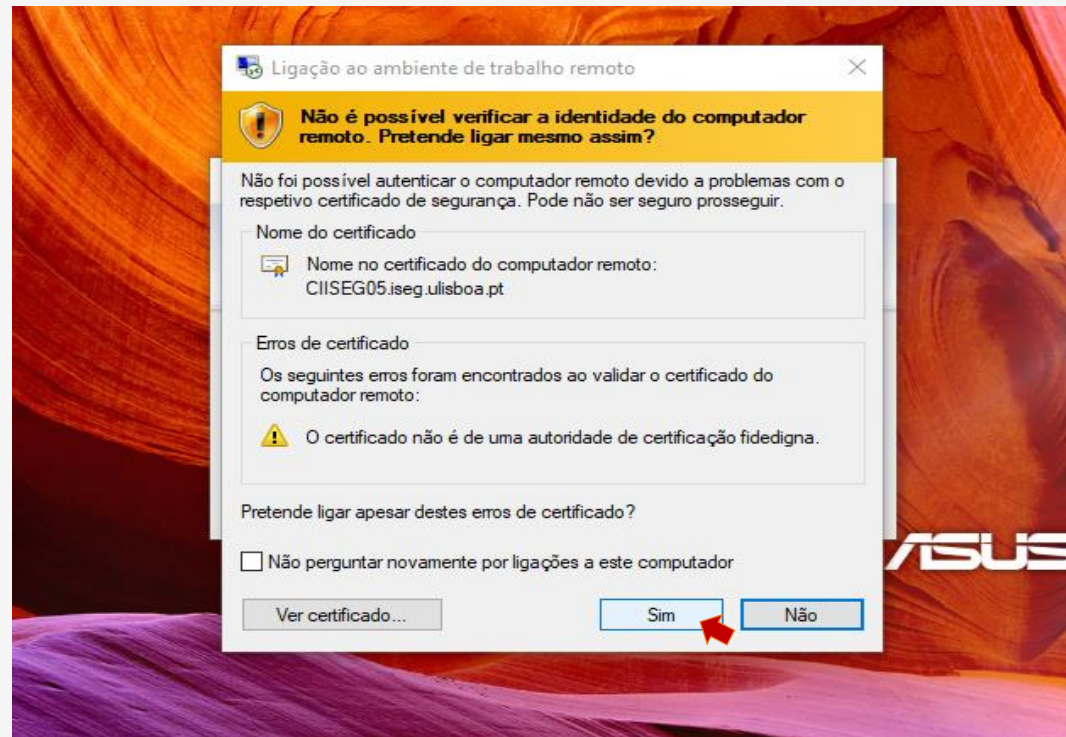 Ligação ao ambiente de trabalho remoto
Não é possível verificar a identidade do computador
remoto. Pretende ligar mesmo assim?
Não foi possível autenticar o computador remoto devido a problemas com o
respetivo certificado de segurança. Pode não ser seguro prosseguir.
Nome do certificado
Nome no certificado do computador remoto:
CIISEG05.iseg.ulisboa.pt
Erros de certificado
Os seguintes erros foram encontrados ao validar o certificado do
computador remoto:
O certificado não é de uma autoridade de certificação fidedigna.
Pretende ligar apesar destes erros de certificado?
Não perguntar novamente por ligações a este computador
ASUS
Ver certificado...
Sim
Não